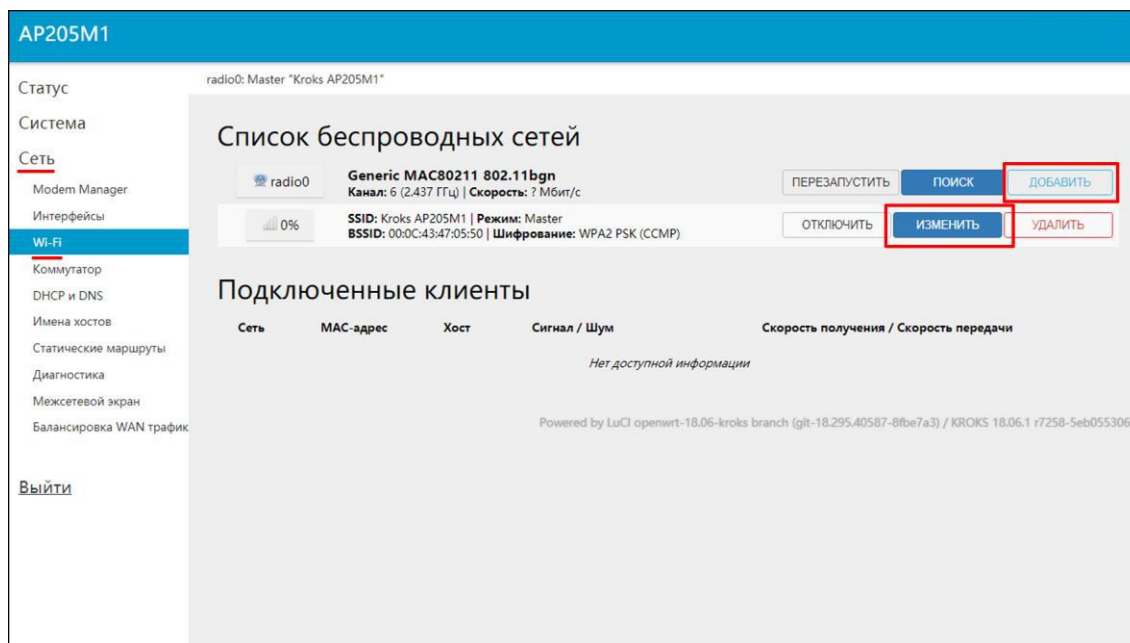 AP205M1
Статус
Система
Сеть
Modem Manager
Интерфейсы
Wi-Fi
Коммутатор
DHCP и DNS
Имена хостов
Статические маршруты
Диагностика
Межсетевой экран
Балансировка WAN трафик
Выйти
radio0: Master "Kroks AP205M1"
Список беспроводных сетей
radio0 Generic MAC80211 802.11bgn ПЕРЕЗАПУСТИТЬ ПОИСК ДОБАВИТЬ
Канал: 6 (2.437 ГГц) | Скорость: ? Мбит/с
0% SSID: Kroks AP205M1 | Режим: Master ОТКЛЮЧИТЬ ИЗМЕНИТЬ УДАЛИТЬ
BSSID: 00:0C:43:47:05:50 | Шифрование: WPA2 PSK (CCMP)
Подключенные клиенты
Сеть MAC-адрес Хост Сигнал / Шум Скорость получения / Скорость передачи
Нет доступной информации
Powered by LuCI openwrt-18.06-kroks branch (git-18.295.40587-8fbe7a3) / KROKS 18.06.1 r7258-5eb055306